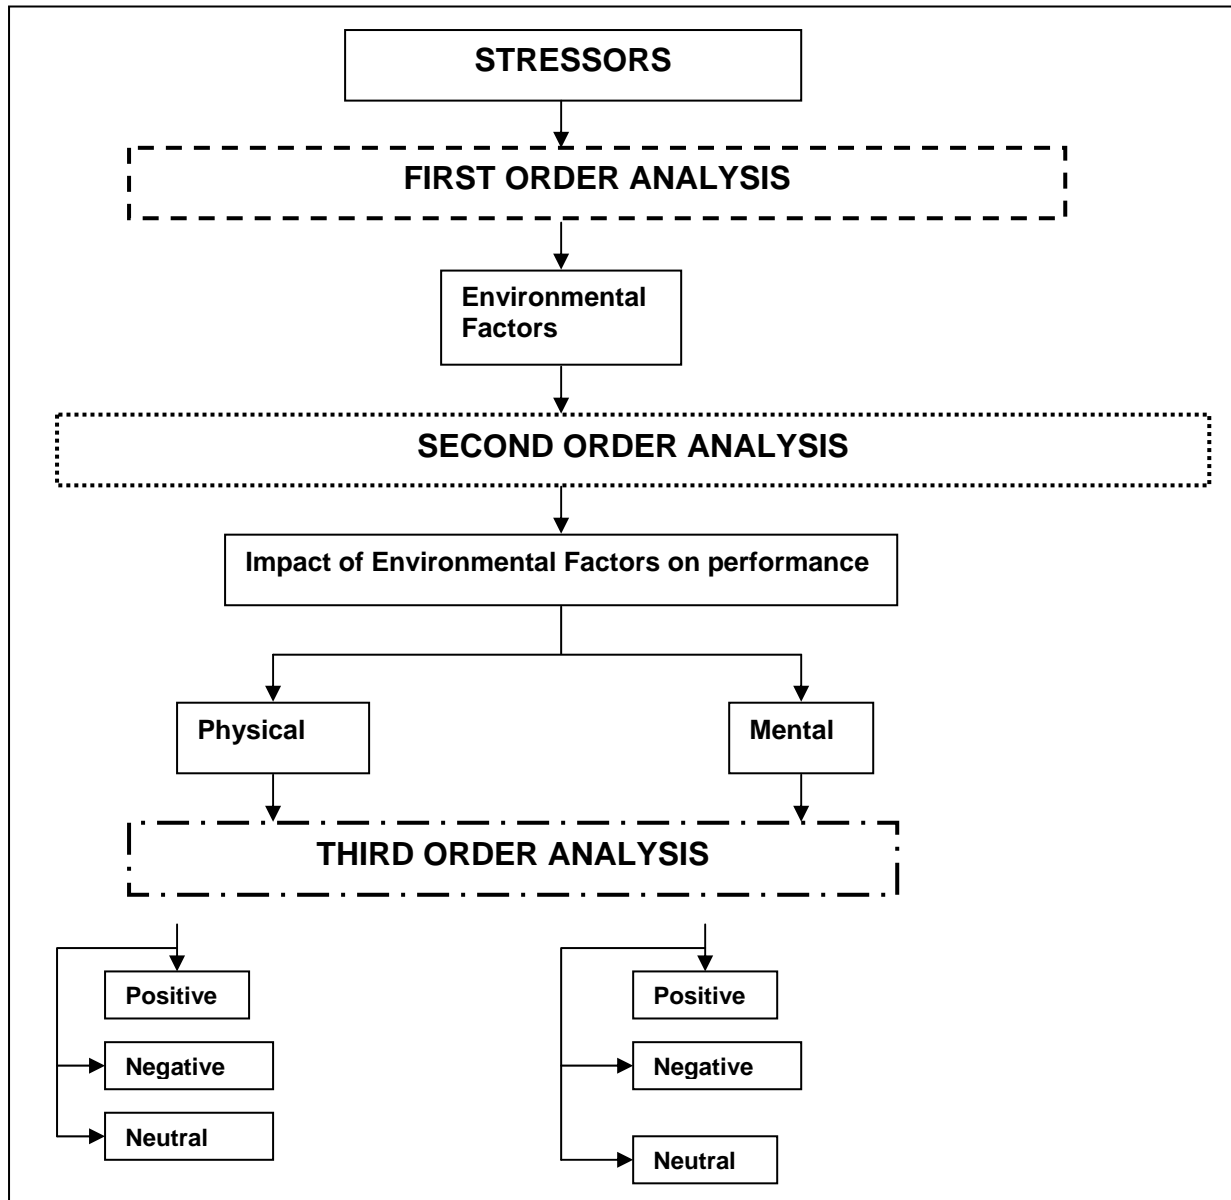 STRESSORS
FIRST ORDER ANALYSIS
Environmental
Factors
SECOND ORDER ANALYSIS
Impact of Environmental Factors on performance
Physical
Mental
THIRD ORDER ANALYSIS
Positive
Negative
Neutral
Positive
Negative
Neutral